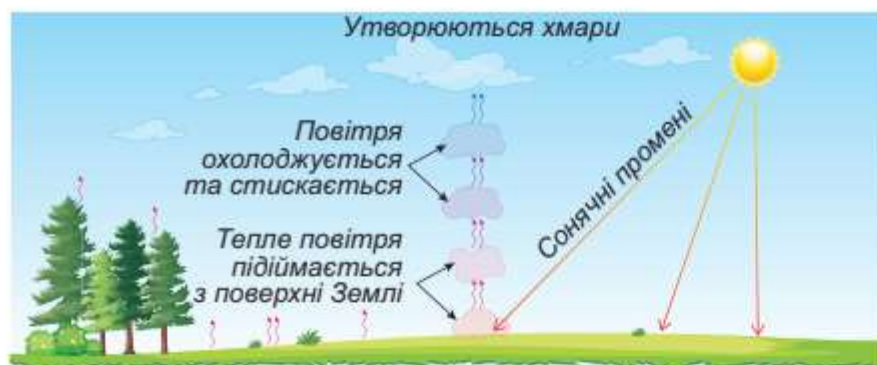 Утворюються хмари
Повітря
охолоджується
та стискається
Тепле повітря
підіймається
з поверхні Землі
Сонячні промені